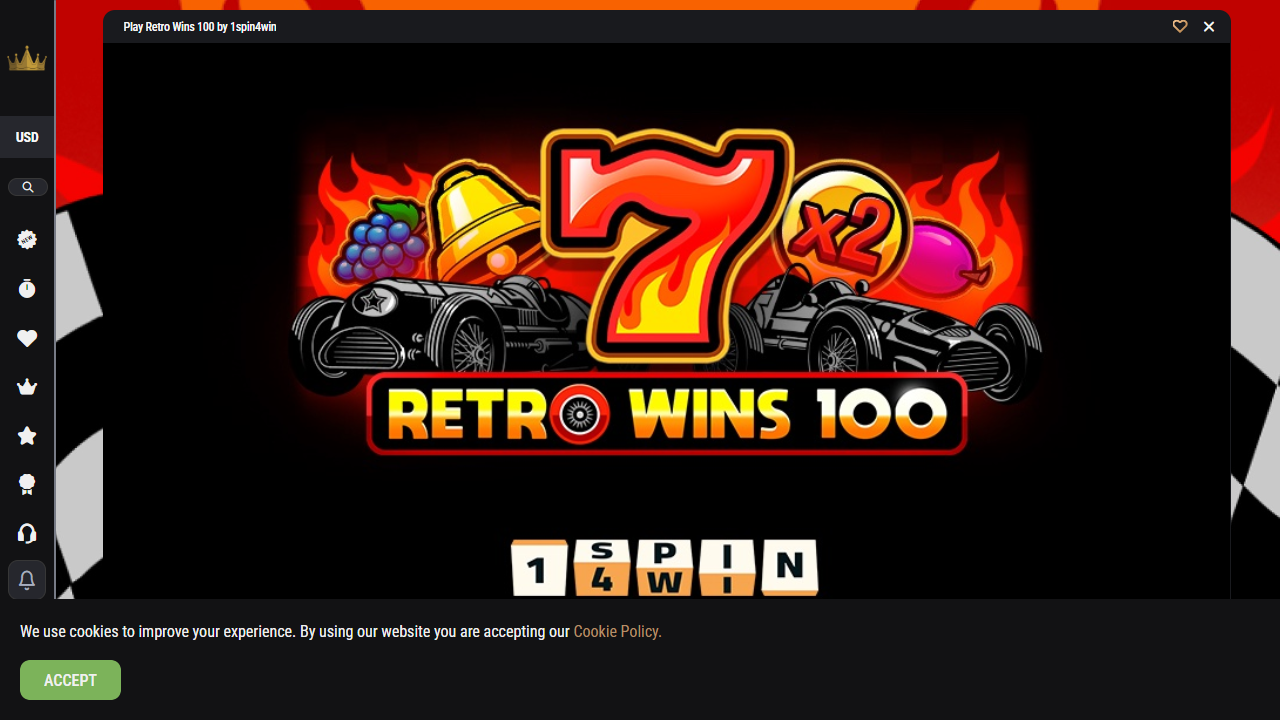 Play Retro Wins 100 by 1spin4win
USD
NEW
7
x2
RETRO WINS 100
1 S P I N
4 W I
We use cookies to improve your experience. By using our website you are accepting our Cookie Policy.
ACCEPT